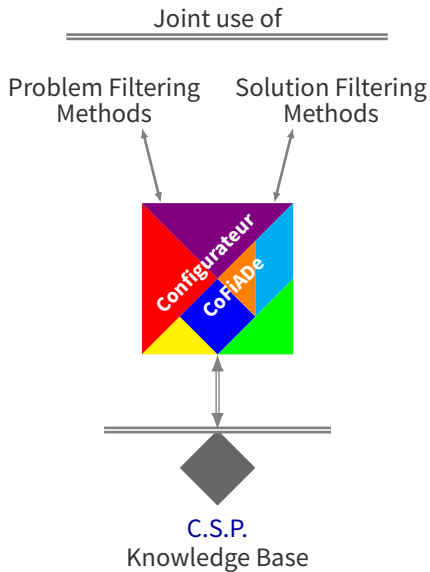 Joint use of
Problem Filtering
Methods
Solution Filtering
Methods
Configurateur
CoFiADe
C.S.P.
Knowledge Base